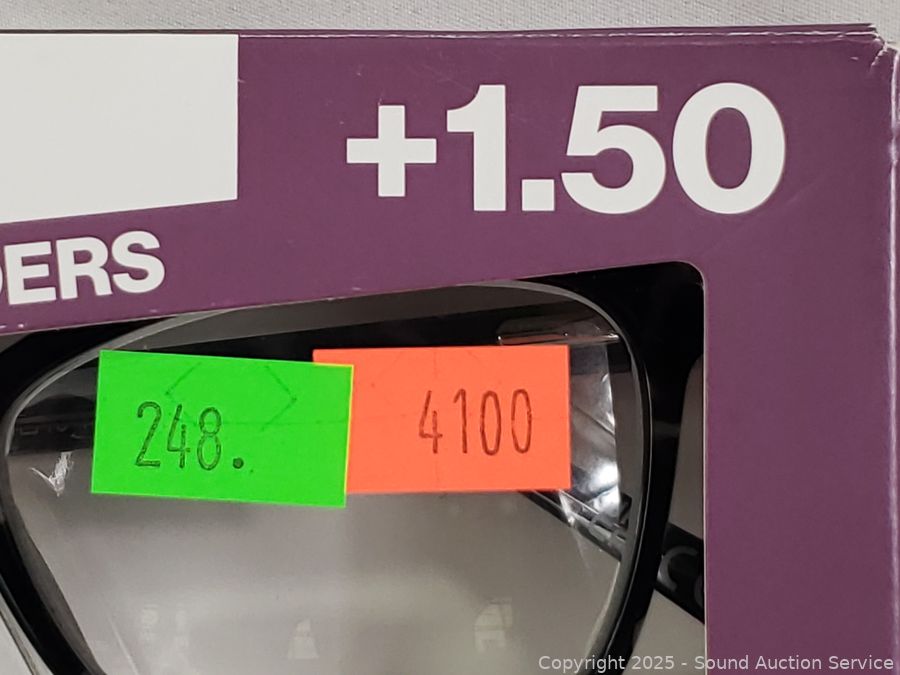 +1.50
DERS
248.
4100
Copyright 2025 - Sound Auction Service